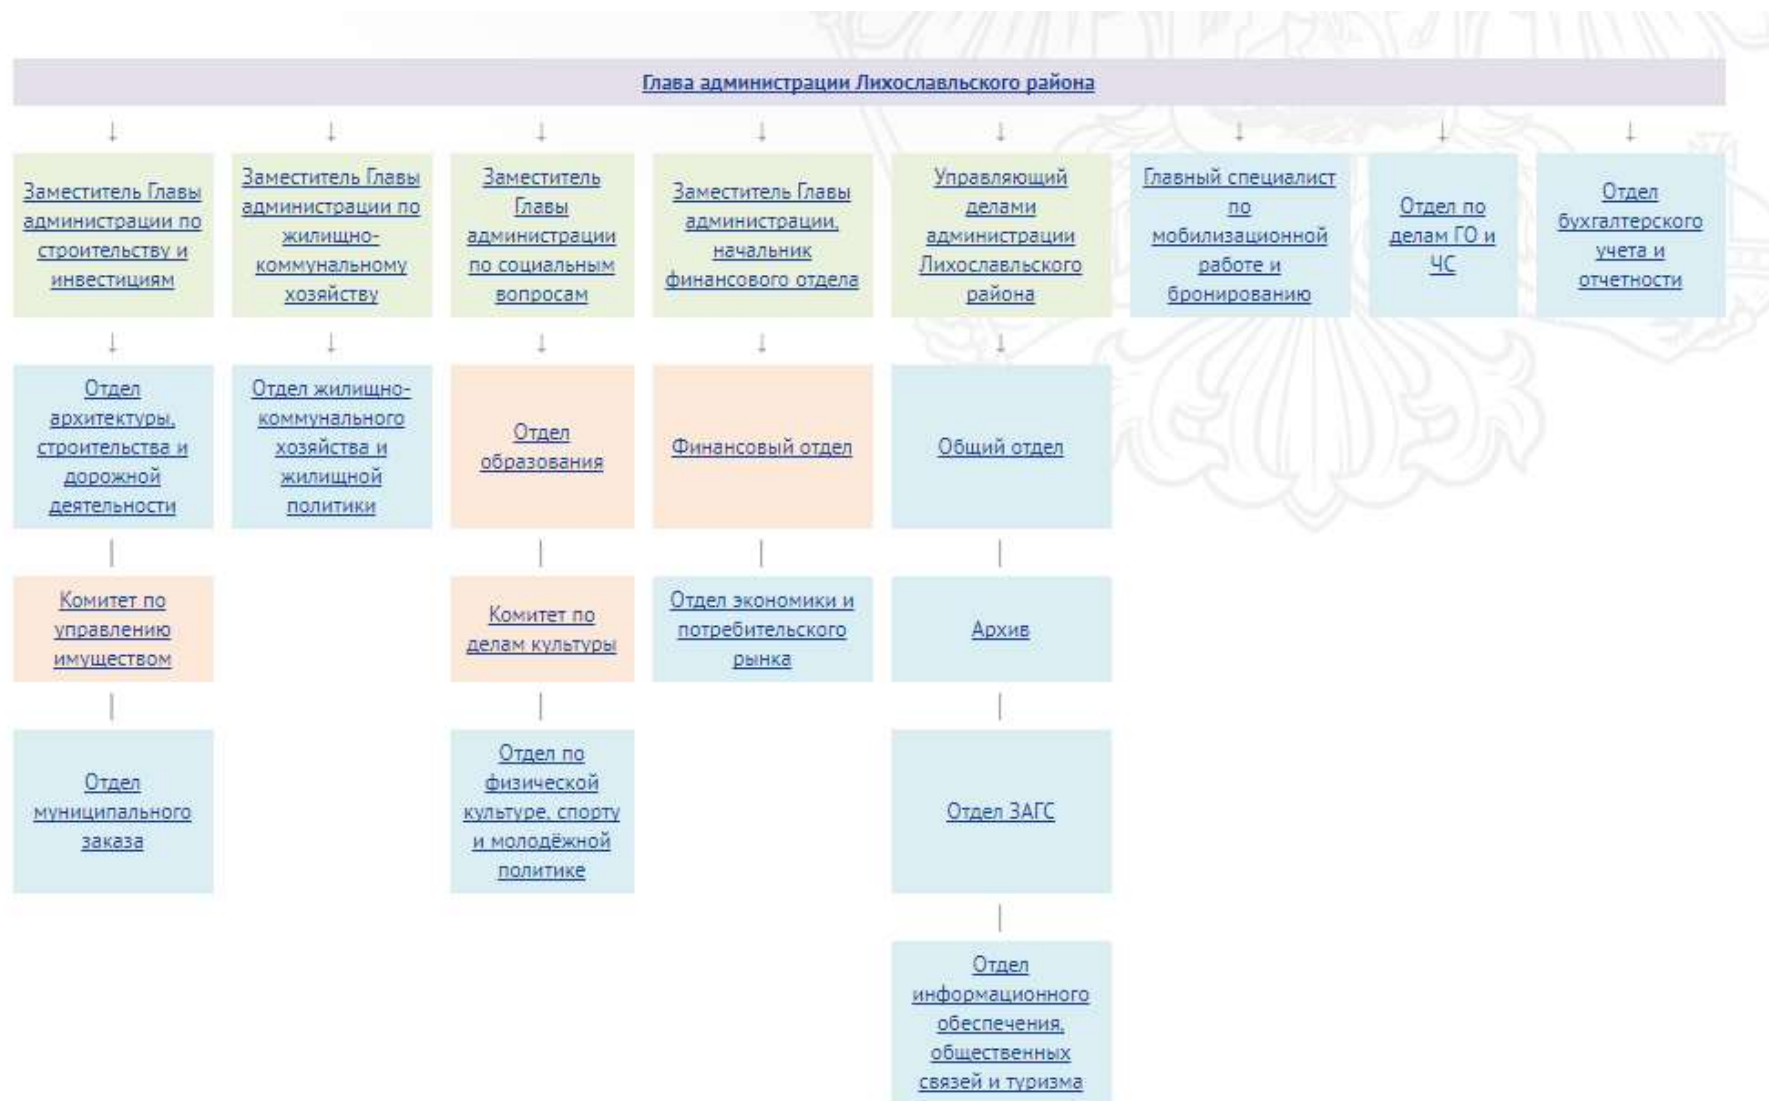 Глава администрации Лихославльского района
Заместитель Главы
администрации по
строительству и
инвестициям
Заместитель Главы
администрации по
жилищно-
коммунальному
хозяйству
Заместитель
Главы
администрации
по социальным
вопросам
Заместитель Главы
администрации,
начальник
финансового отдела
Управляющий
делами
администрации
Лихославльского
района
Главный специалист
по
мобилизационной
работе и
бронированию
Отдел по
делам ГО и
ЧС
Отдел
бухгалтерского
учета и
отчетности
Отдел
архитектуры,
строительства и
дорожной
деятельности
Отдел жилищно-
коммунального
хозяйства и
жилищной
политики
Отдел
образования
Финансовый отдел
Общий отдел
Комитет по
управлению
имуществом
Комитет по
делам культуры
Отдел экономики и
потребительского
рынка
Архив
Отдел
муниципального
заказа
Отдел по
физической
культуре, спорту
и молодёжной
политике
Отдел ЗАГС
Отдел
информационного
обеспечения,
общественных
связей и туризма